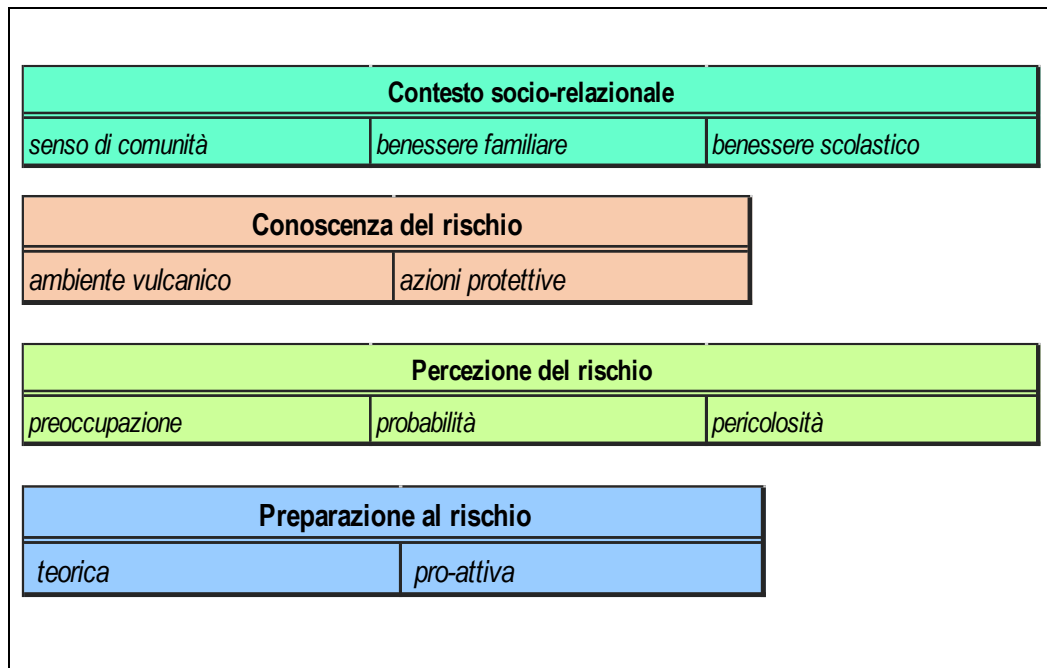 Contesto socio-relazionale
senso di comunità benessere familiare benessere scolastico
Conoscenza del rischio
ambiente vulcanico azioni protettive
Percezione del rischio
preoccupazione probabilità pericolosità
Preparazione al rischio
teorica pro-attiva